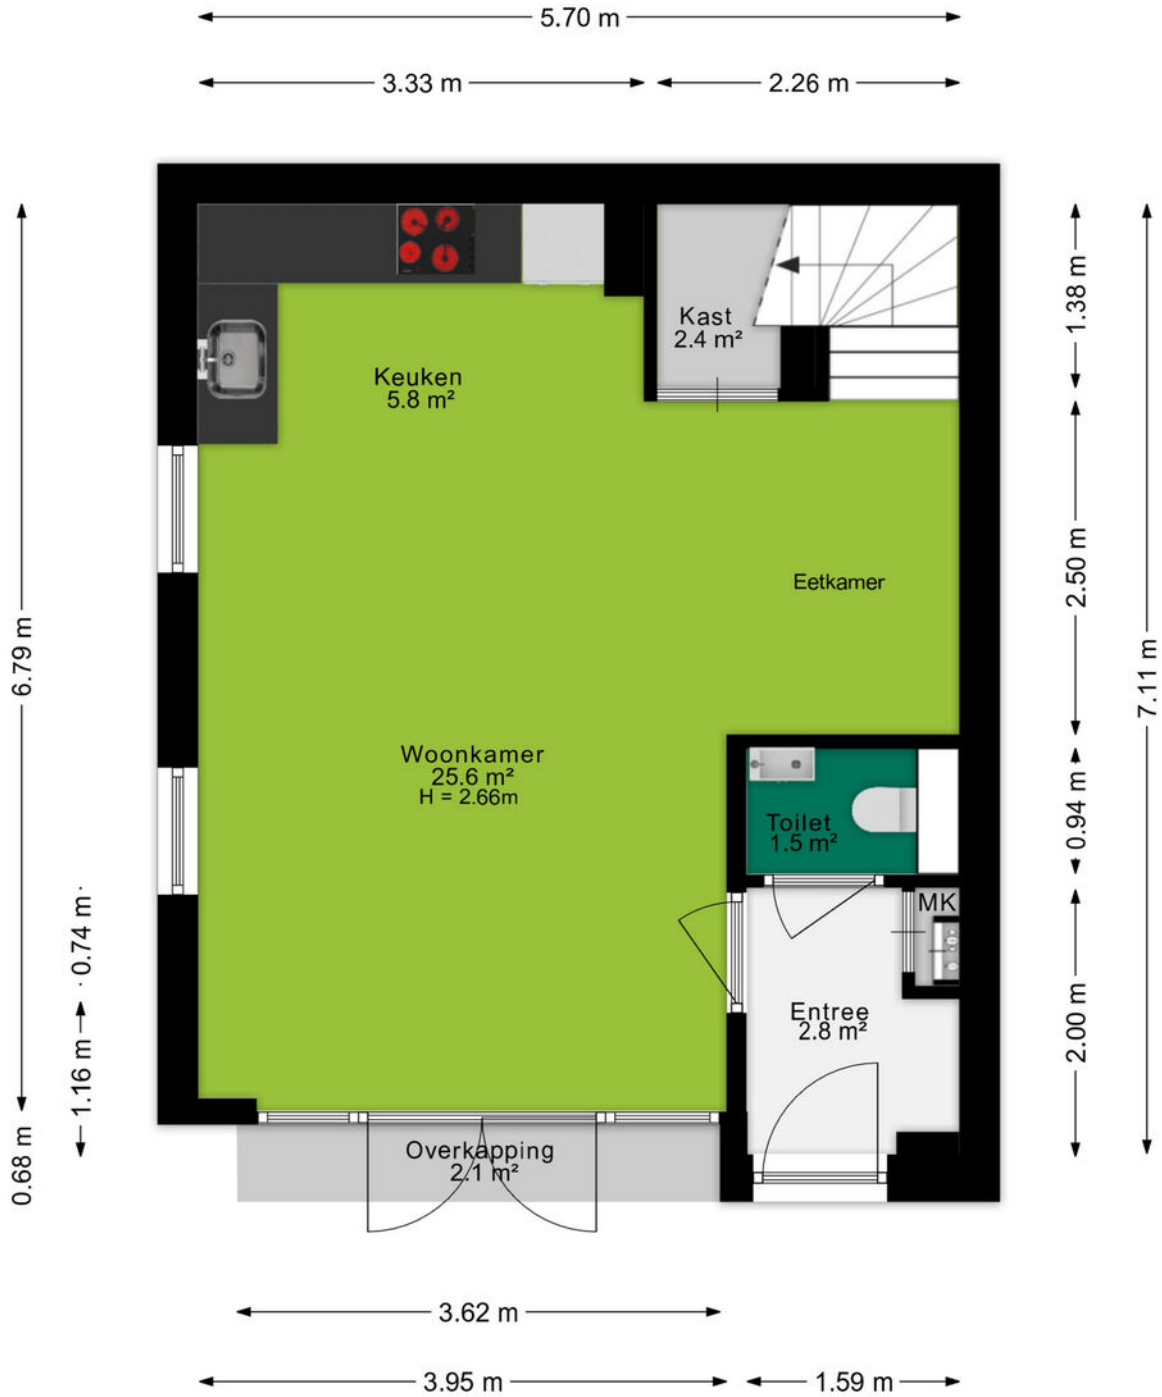 5.70 m
3.33 m
2.26 m
Kast
2.4 m²
1.38 m
Keuken
5.8 m²
Eetkamer
2.50 m
6.79 m
7.11 m
Woonkamer
25.6 m²
H = 2.66m
Toilet
1.5 m²
0.94 m
MK
0.74 m
Entree
2.8 m²
2.00 m
1.16 m
Overkapping
2.1 m²
0.68 m
3.62 m
3.95 m
1.59 m